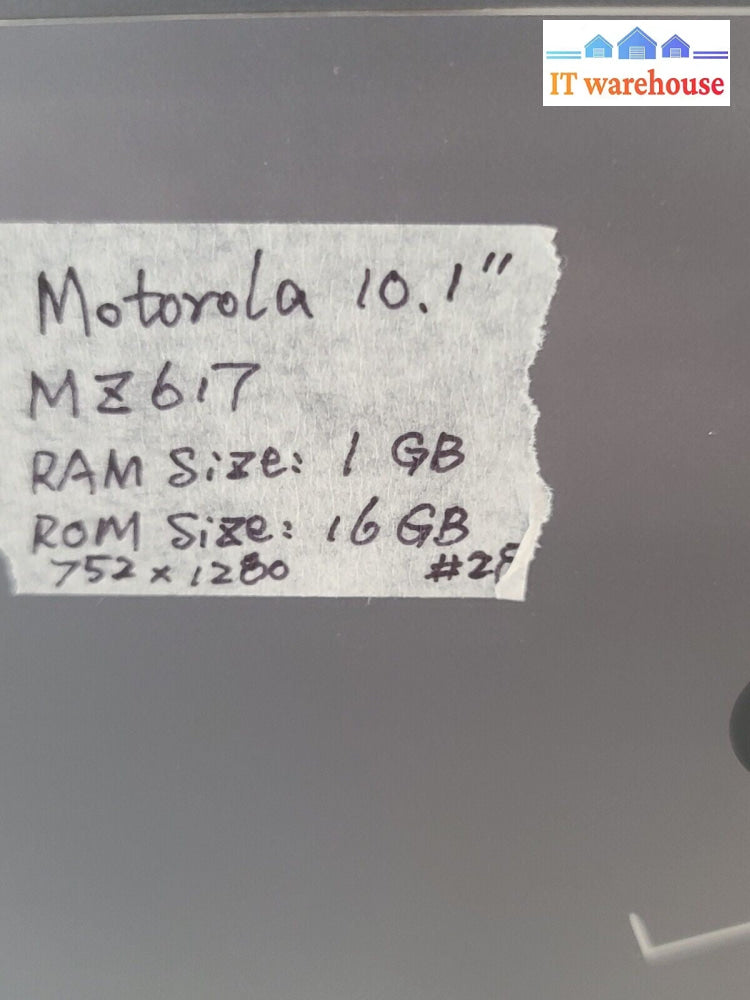 IT warehouse
Motorola 10.1"
MZ617
RAM Size: 1 GB
ROM Size: 16 GB
752 x 1280